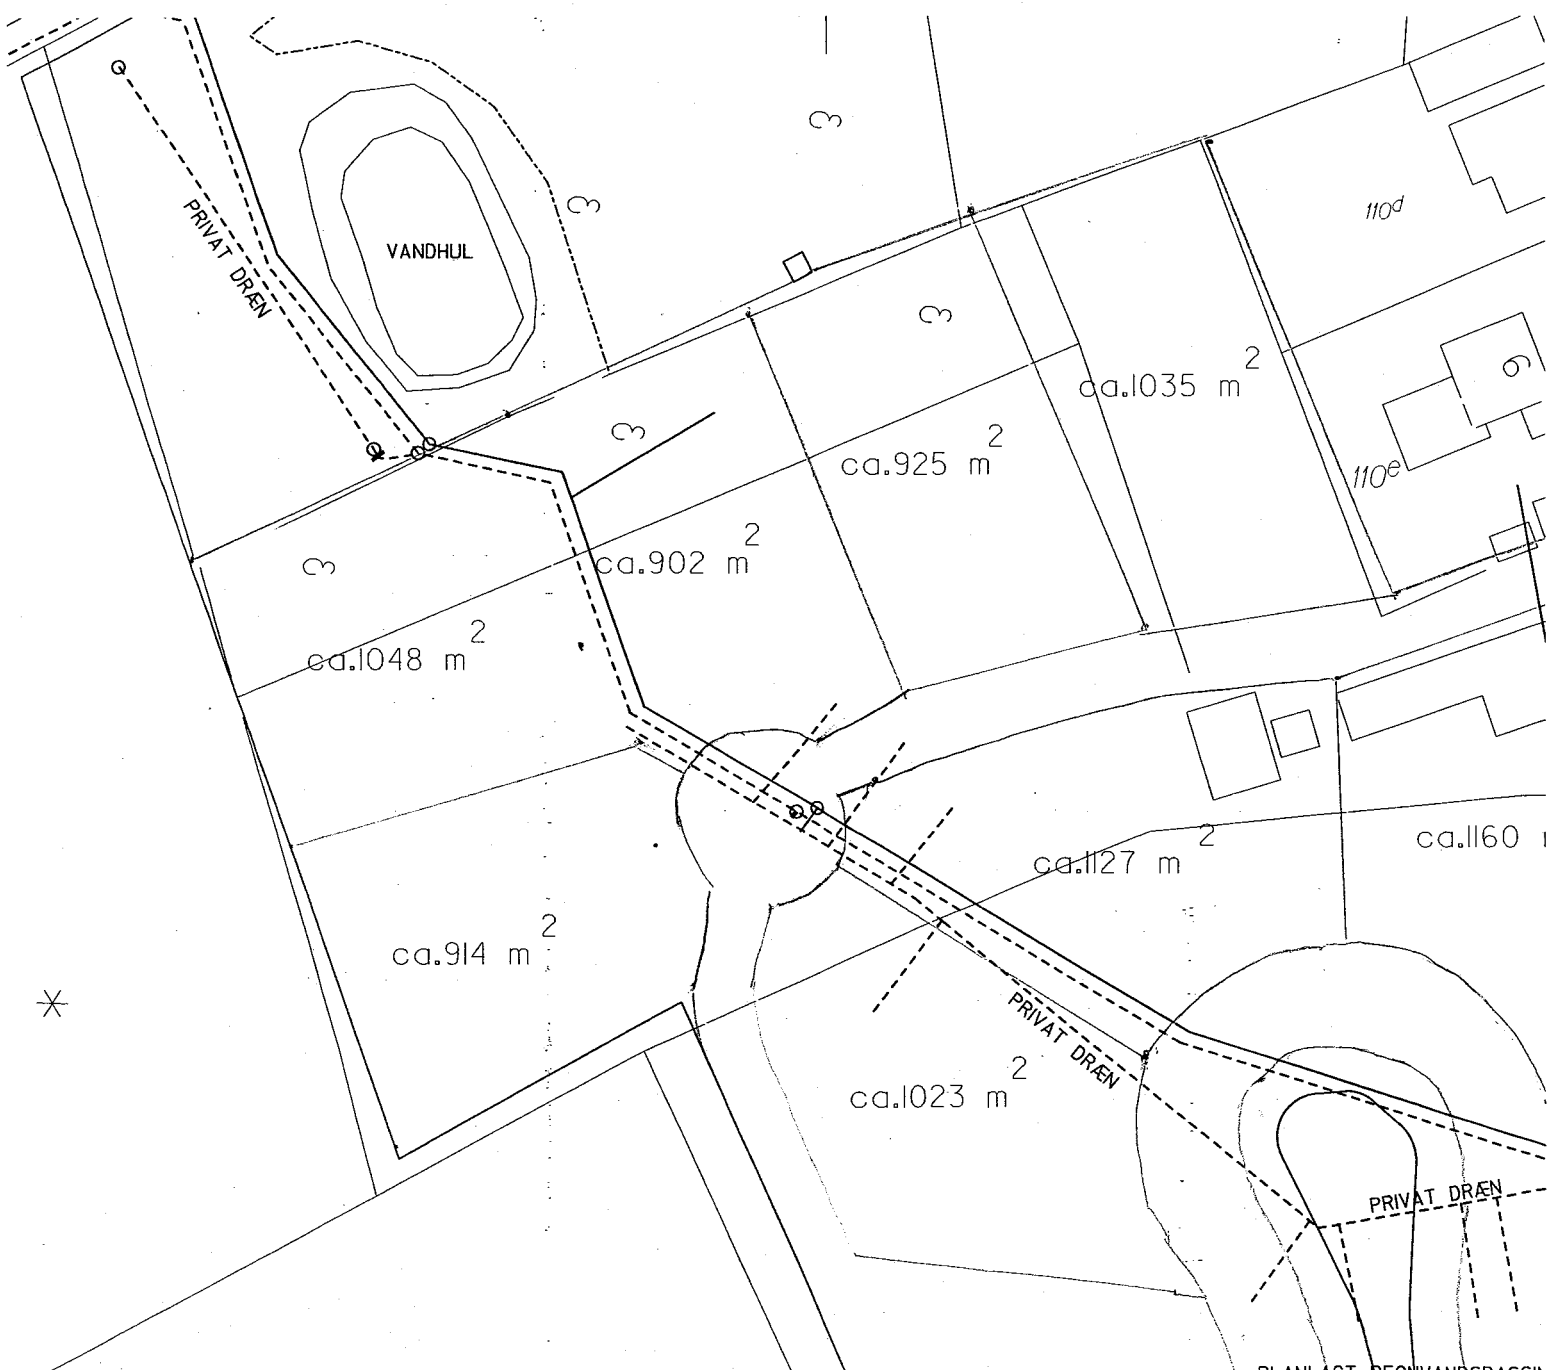 PRIVAT DRÆN
VANDHUL
110d
ca.1035 m2
6
ca.925 m2
110e
ca.902 m2
ca.1048 m2
ca.1127 m2
ca.1160
ca.914 m2
PRIVAT DRÆN
ca.1023 m2
PRIVAT DRÆN